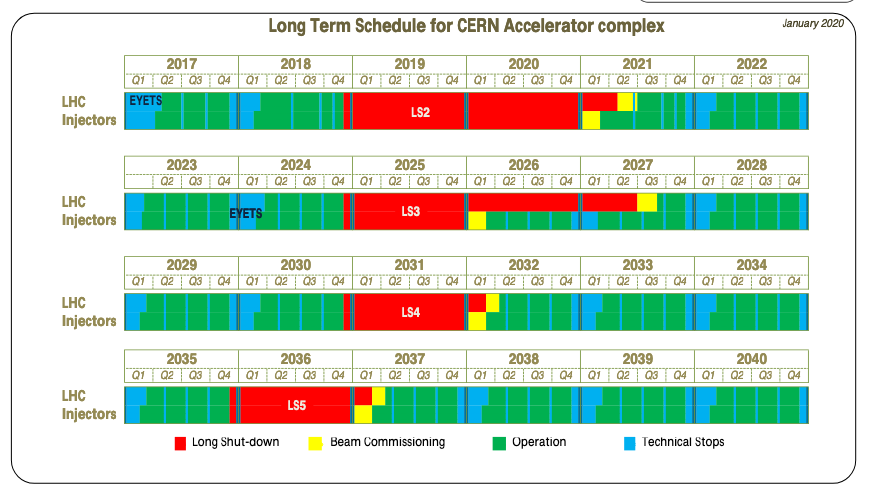 Long Term Schedule for CERN Accelerator complex
January 2020
2017 2018 2019 2020 2021 2022
Q1 Q2 Q3 Q4 Q1 Q2 Q3 Q4 Q1 Q2 Q3 Q4 Q1 Q2 Q3 Q4 Q1 Q2 Q3 Q4 Q1 Q2 Q3 Q4
LHC EYETS
Injectors LS2
2023 2024 2025 2026 2027 2028
Q2 Q3 Q4 Q1 Q2 Q3 Q4 Q1 Q2 Q3 Q4 Q1 Q2 Q3 Q4 Q1 Q2 Q3 Q4 Q1 Q2 Q3 Q4
LHC LS3
Injectors EYETS
2029 2030 2031 2032 2033 2034
Q1 Q2 Q3 Q4 Q1 Q2 Q3 Q4 Q1 Q2 Q3 Q4 Q1 Q2 Q3 Q4 Q1 Q2 Q3 Q4 Q1 Q2 Q3 Q4
LHC
Injectors LS4
2035 2036 2037 2038 2039 2040
Q1 Q2 Q3 Q4 Q1 Q2 Q3 Q4 Q1 Q2 Q3 Q4 Q1 Q2 Q3 Q4 Q1 Q2 Q3 Q4 Q1 Q2 Q3 Q4
LHC
Injectors LS5
Long Shut-down Beam Commissioning Operation Technical Stops